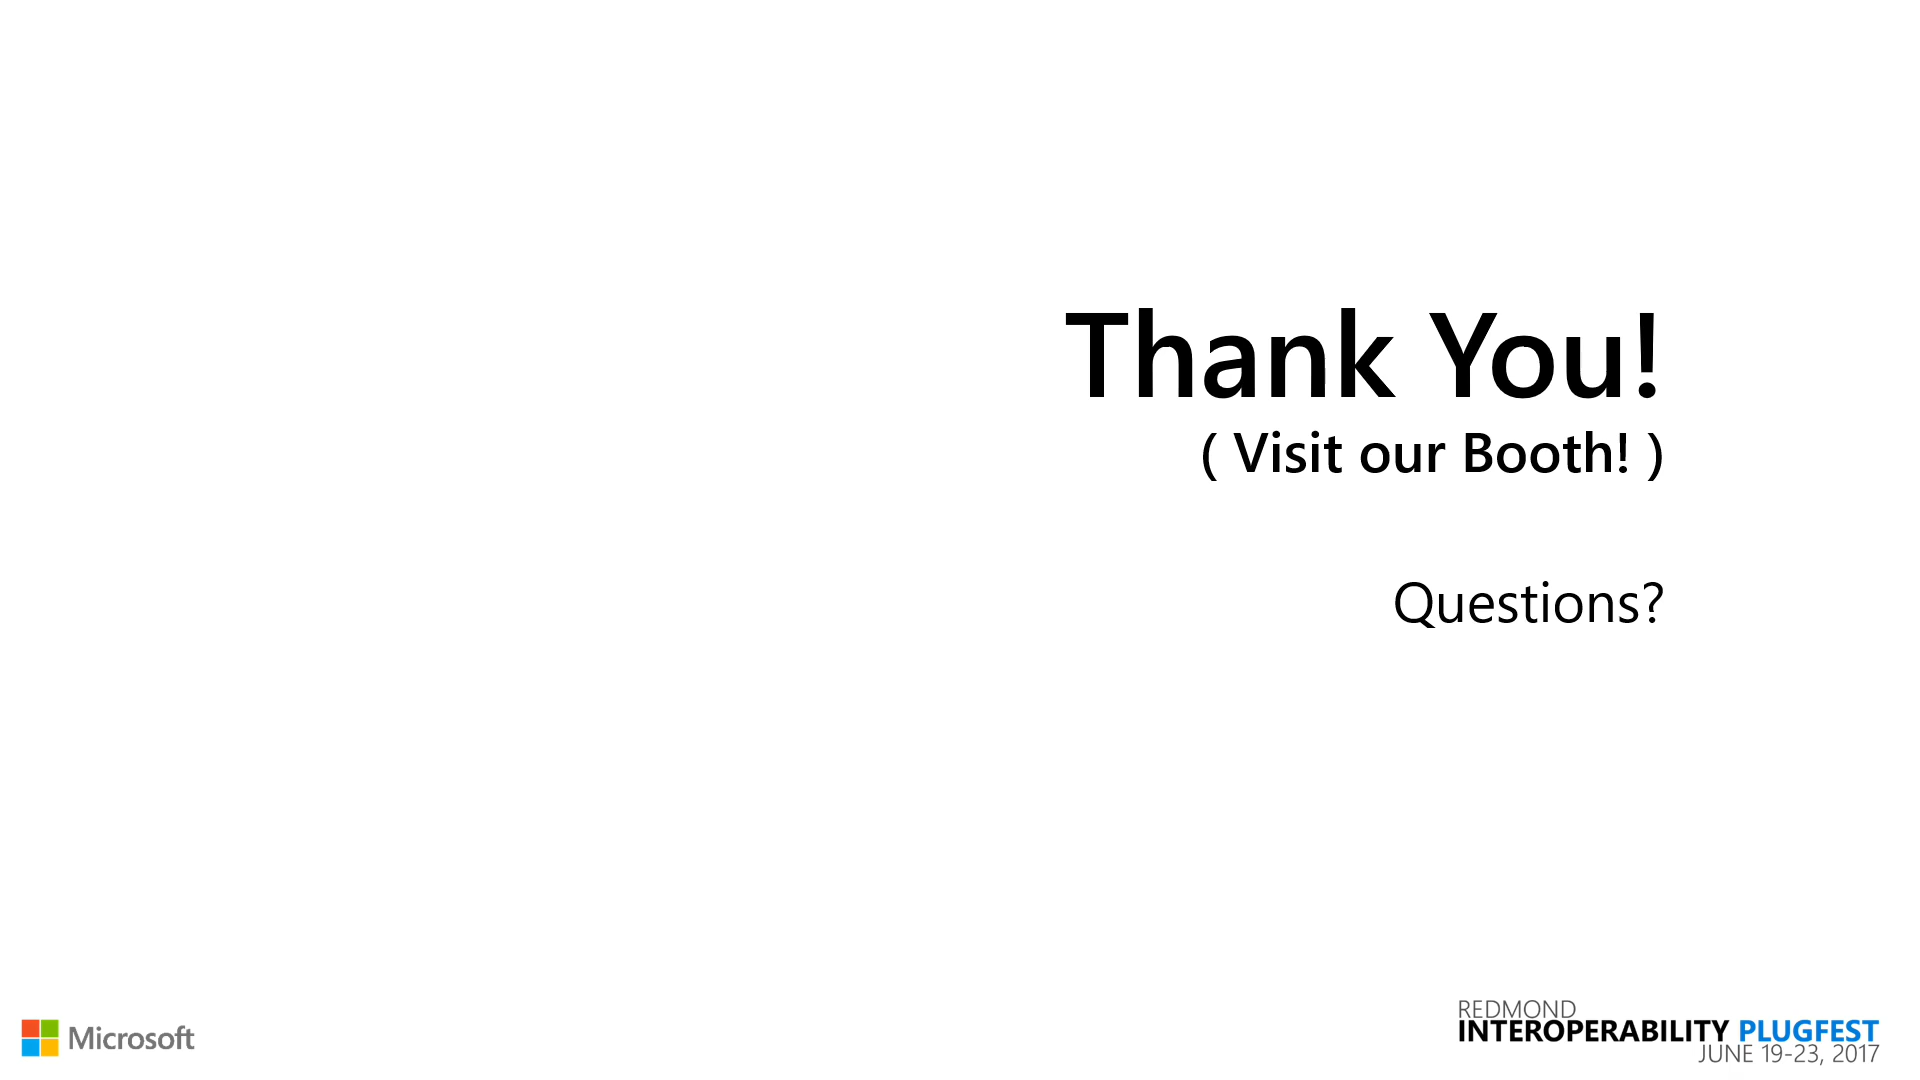 Thank You!
( Visit our Booth! )
Questions?
Microsoft
REDMOND
INTEROPERABILITY PLUGFEST
JUNE 19-23, 2017